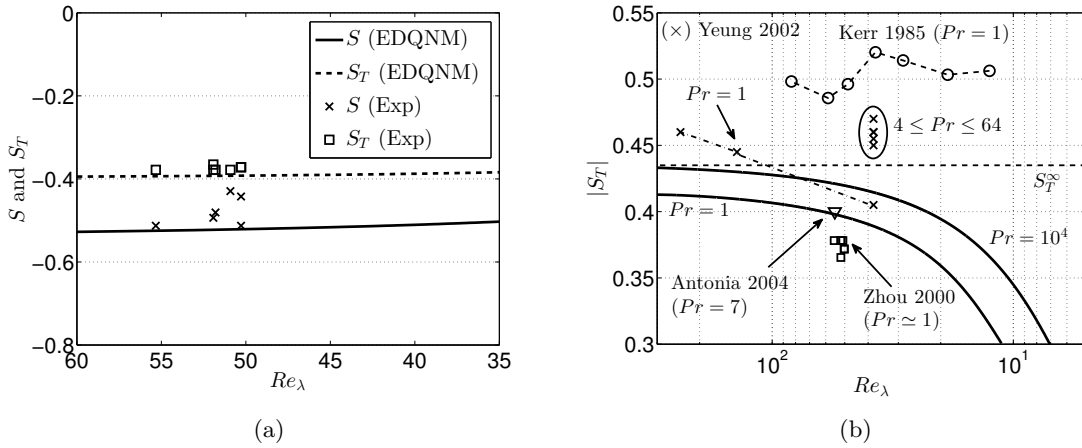 0
−0.2
−0.4
−0.6
−0.8
S and S_T
S (EDQNM)
S_T (EDQNM)
S (Exp)
S_T (Exp)
60
55
50
45
40
35
Re_λ
(a)
0.55
0.5
0.45
0.4
0.35
0.3
|S_T|
(×) Yeung 2002
Kerr 1985 (Pr = 1)
Pr = 1
4 ≤ Pr ≤ 64
S_T^∞
Pr = 1
Pr = 10^4
Antonia 2004
(Pr = 7)
Zhou 2000
(Pr ≃ 1)
10^2
10^1
Re_λ
(b)